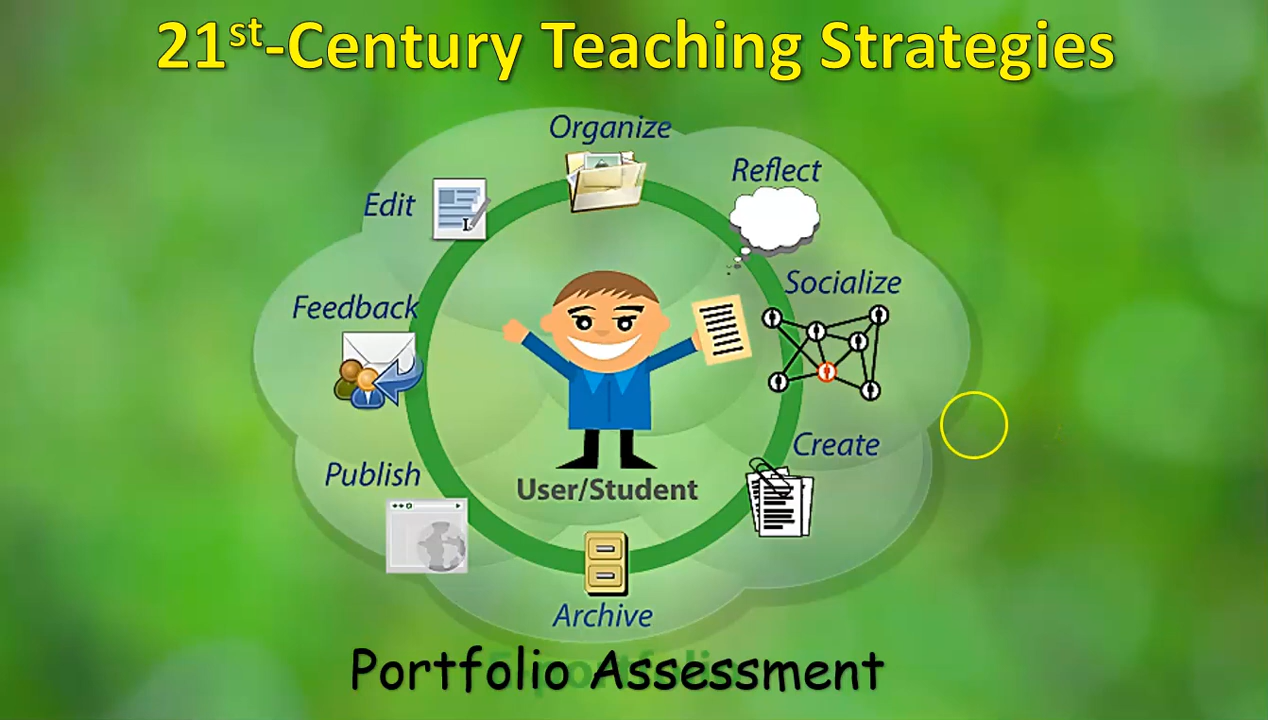 21st-Century Teaching Strategies
Organize
Reflect
Edit
Socialize
Feedback
Create
Publish
User/Student
Archive
Portfolio Assessment